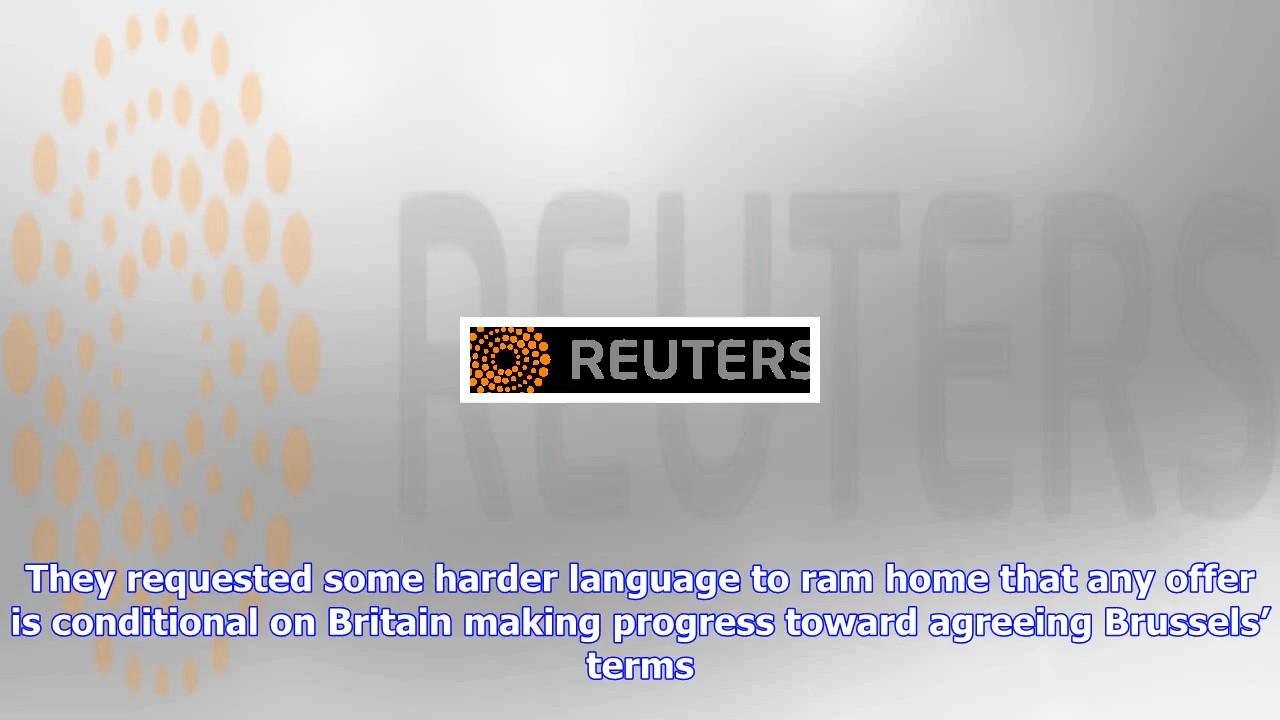 REUTERS
REUTERS
They requested some harder language to ram home that any offer
is conditional on Britain making progress toward agreeing Brussels’
terms